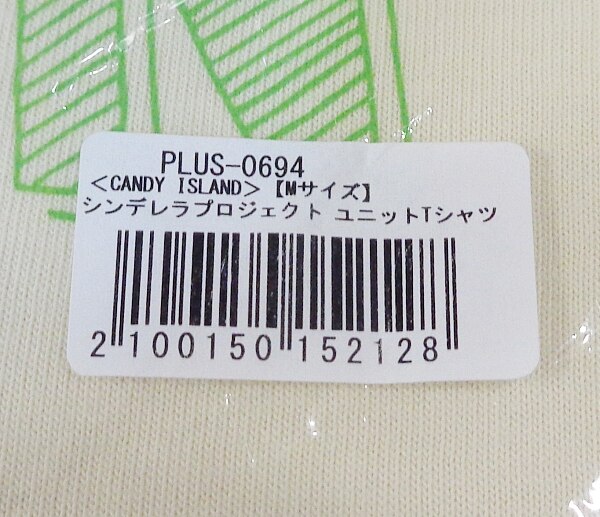 PLUS-0694
＜CANDY ISLAND＞【Mサイズ】
シンデレラプロジェクト ユニットTシャツ
2 100150 152128